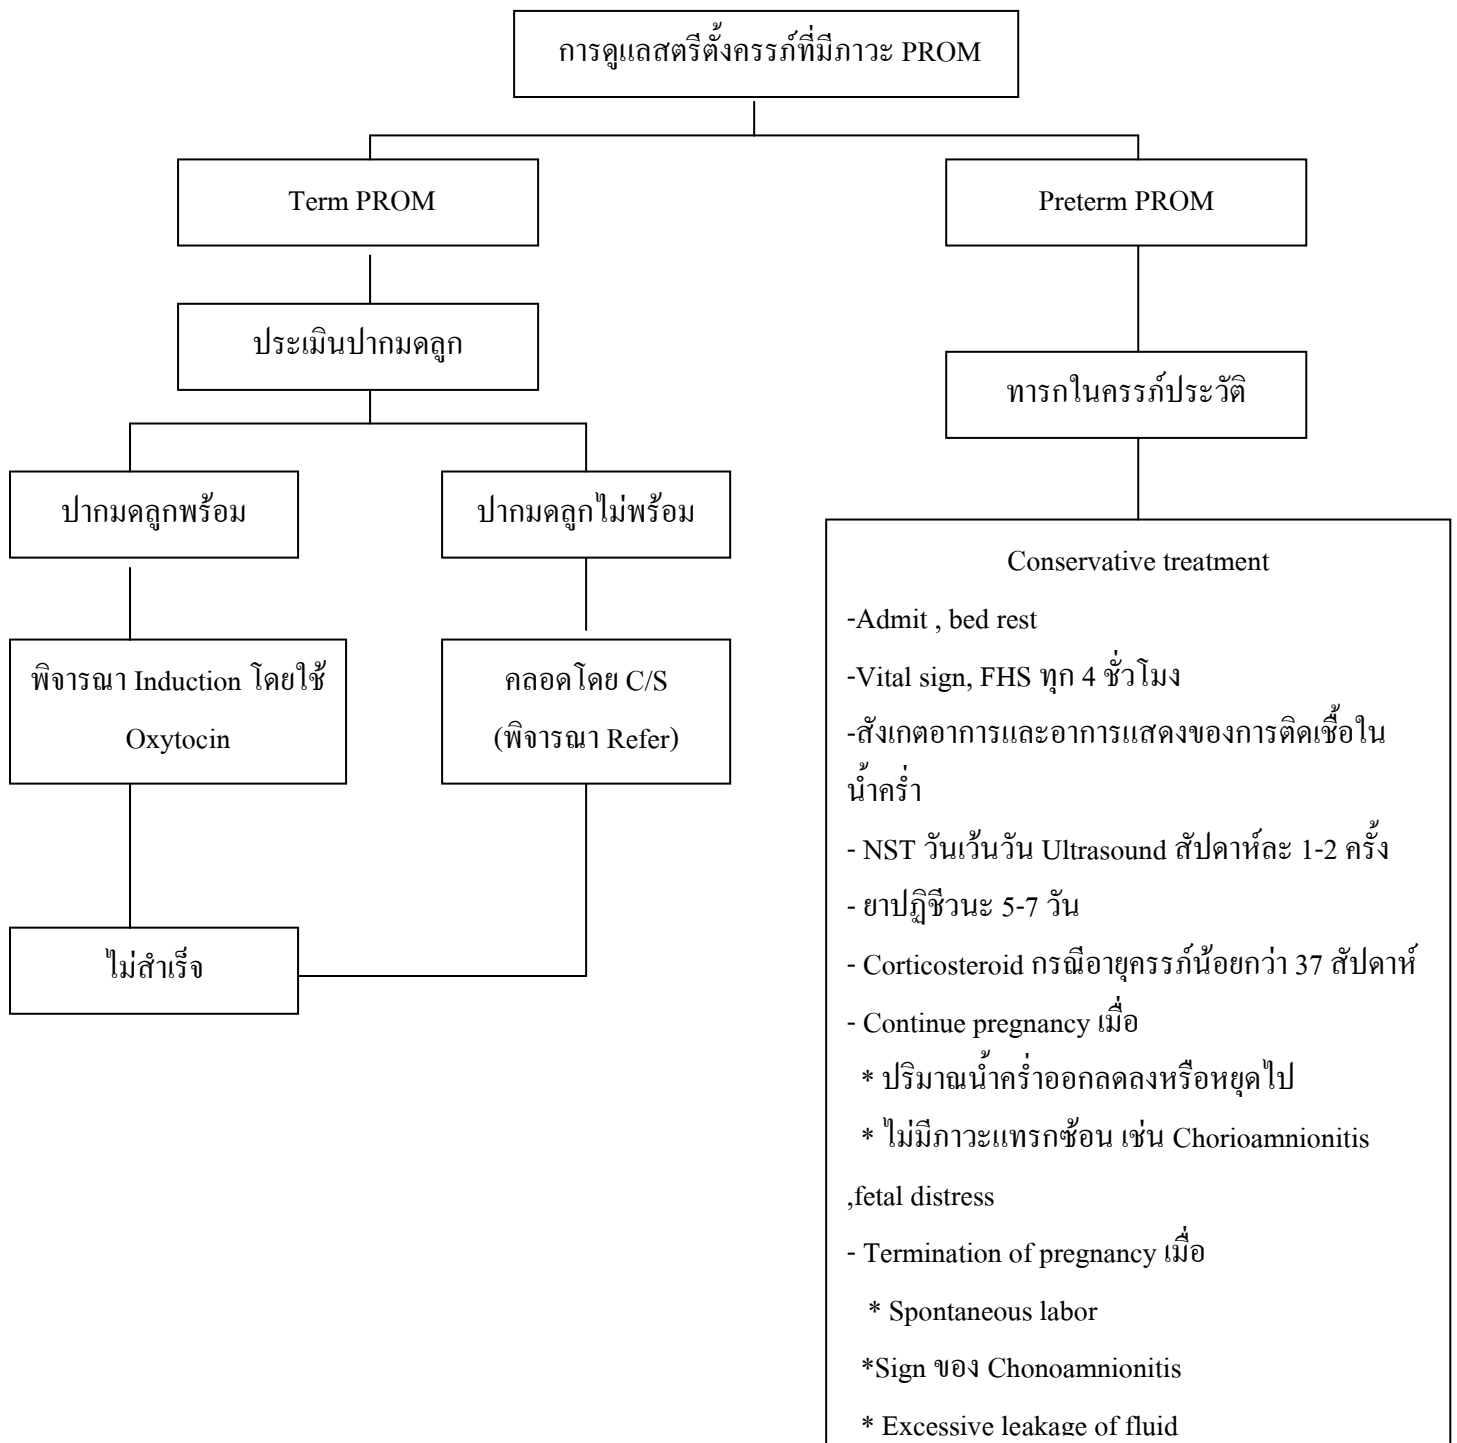 การดูแลสตรีตั้งครรภ์ที่มีภาวะ PROM
Term PROM
Preterm PROM
ประเมินปากมดลูก
ทารกในครรภ์ประวัติ
ปากมดลูกพร้อม
ปากมดลูกไม่พร้อม
พิจารณา Induction โดยใช้
Oxytocin
คลอดโดย C/S
(พิจารณา Refer)
ไม่สำเร็จ
Conservative treatment
-Admit , bed rest
-Vital sign, FHS ทุก 4 ชั่วโมง
-สังเกตอาการและอาการแสดงของการติดเชื้อใน
น้ำคร่ำ
- NST วันเว้นวัน Ultrasound สัปดาห์ละ 1-2 ครั้ง
- ยาปฏิชีวนะ 5-7 วัน
- Corticosteroid กรณีอายุครรภ์น้อยกว่า 37 สัปดาห์
- Continue pregnancy เมื่อ
* ปริมาณน้ำคร่ำออกลดลงหรือหยุดไป
* ไม่มีภาวะแทรกซ้อน เช่น Chorioamnionitis
,fetal distress
- Termination of pregnancy เมื่อ
* Spontaneous labor
*Sign ของ Chonoamnionitis
* Excessive leakage of fluid